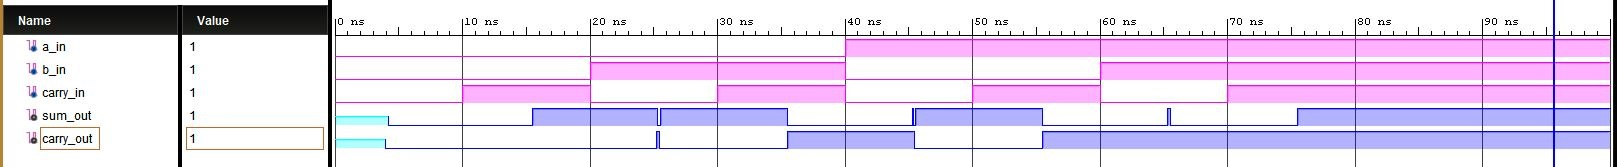 Name Value 0 ns 10 ns 20 ns 30 ns 40 ns 50 ns 60 ns 70 ns 80 ns 90 ns
a_in 1
b_in 1
carry_in 1
sum_out 1
carry_out 1